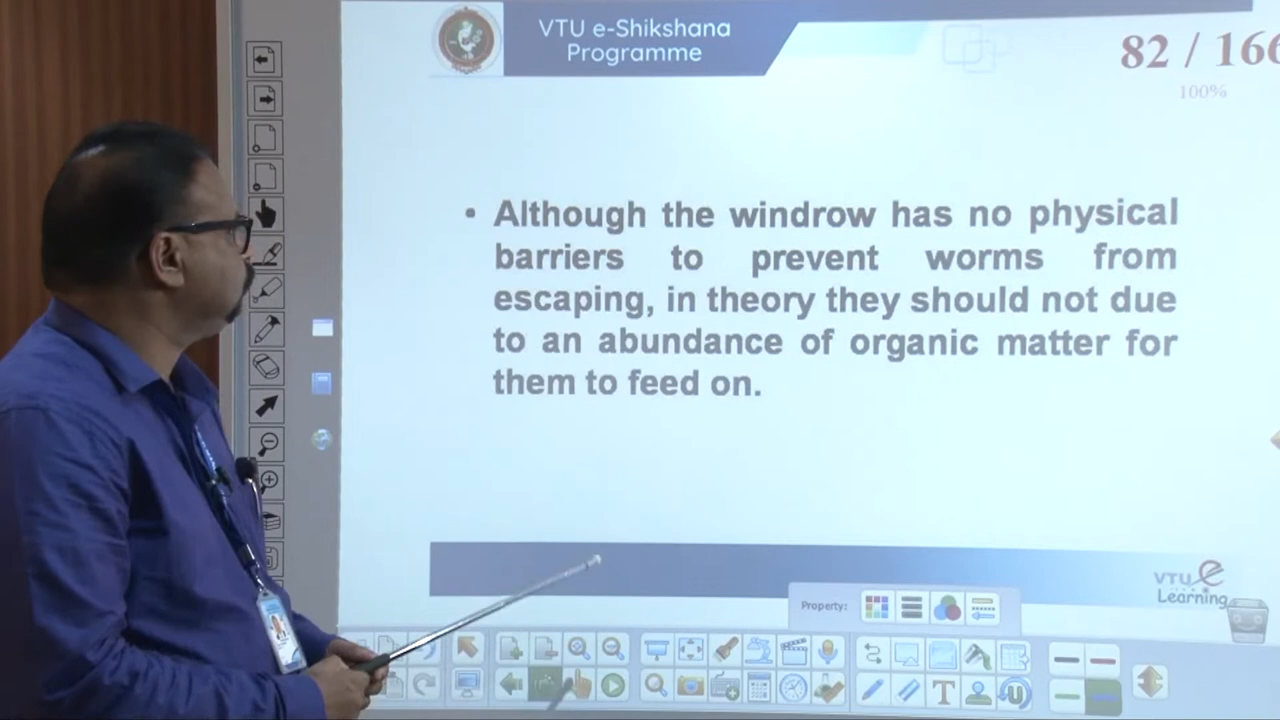 VTU e-Shikshana
Programme
82 / 166
100%
• Although the windrow has no physical
barriers to prevent worms from
escaping, in theory they should not due
to an abundance of organic matter for
them to feed on.
VTU e
Learning
Property:
T